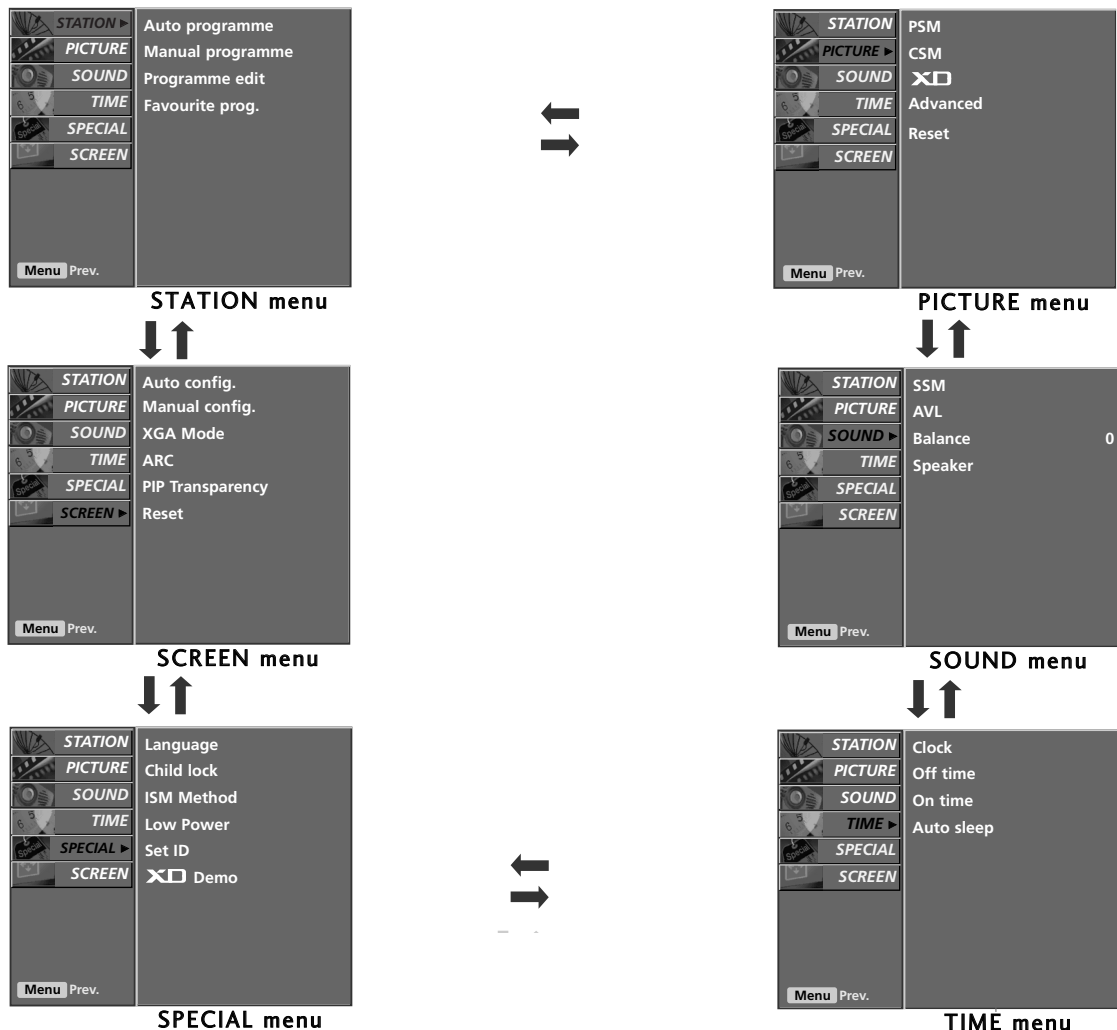 STATION ►
PICTURE
SOUND
TIME
SPECIAL
SCREEN
Auto programme
Manual programme
Programme edit
Favourite prog.
Menu Prev.
STATION menu
STATION
PICTURE ►
SOUND
TIME
SPECIAL
SCREEN
PSM
CSM
XD
Advanced
Reset
Menu Prev.
PICTURE menu
STATION
PICTURE
SOUND
TIME
SPECIAL
SCREEN ►
Auto config.
Manual config.
XGA Mode
ARC
PIP Transparency
Reset
Menu Prev.
SCREEN menu
STATION
PICTURE
SOUND ►
TIME
SPECIAL
SCREEN
SSM
AVL
Balance 0
Speaker
Menu Prev.
SOUND menu
STATION
PICTURE
SOUND
TIME
SPECIAL ►
SCREEN
Language
Child lock
ISM Method
Low Power
Set ID
XD Demo
Menu Prev.
SPECIAL menu
STATION
PICTURE
SOUND
TIME ►
SPECIAL
SCREEN
Clock
Off time
On time
Auto sleep
Menu Prev.
TIME menu